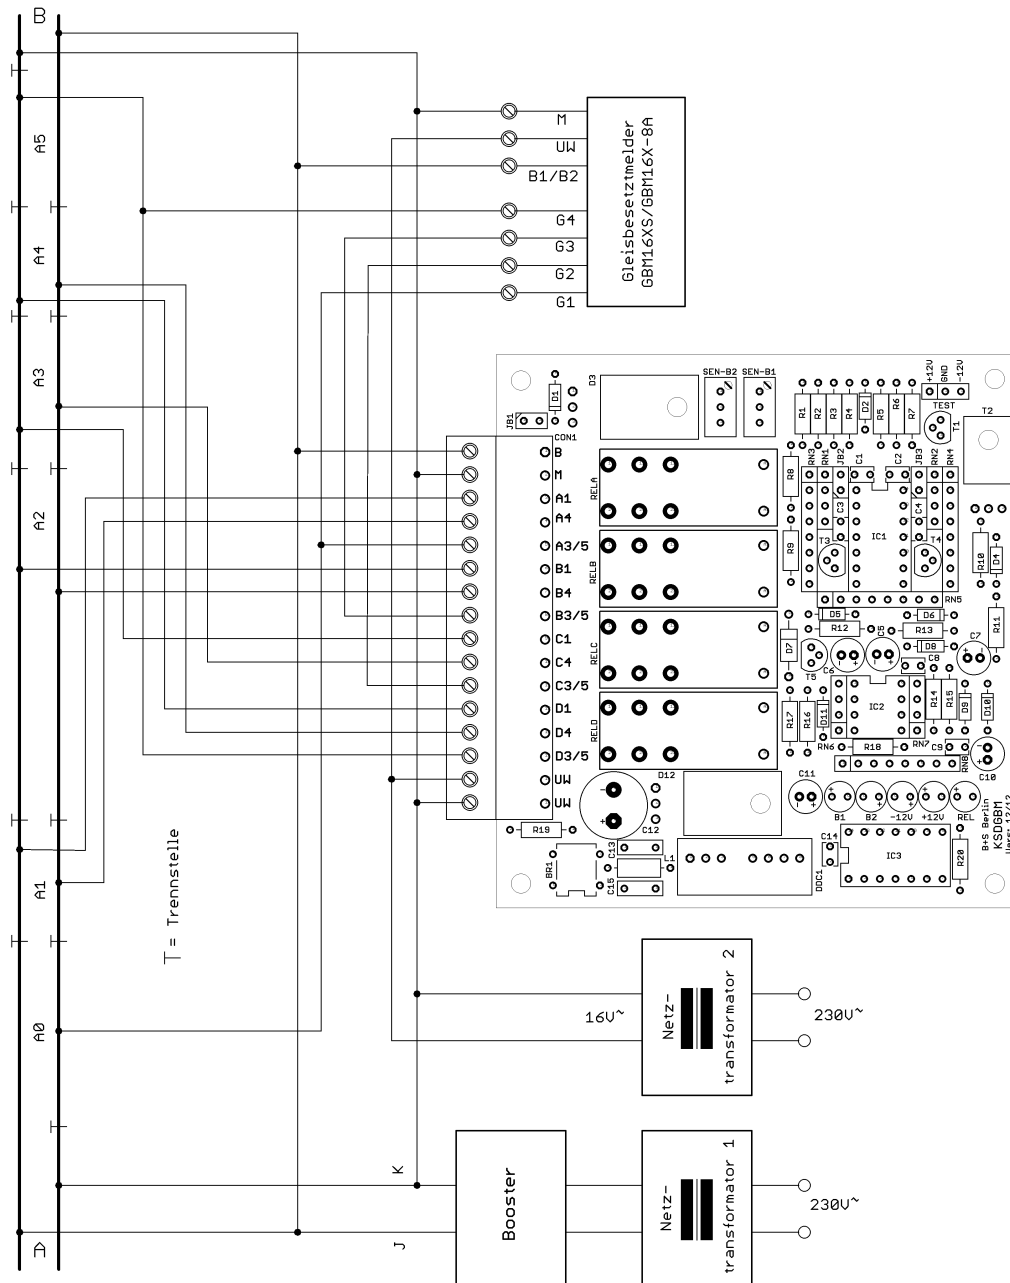 B
A5
A4
A3
A2
A1
A0
A
T = Trennstelle
M
UW
B1/B2
G4
G3
G2
G1
Gleisbesetztmelder
GBM16XS/GBM16X-8A
D3
SEN-B2
SEN-B1
+12V
GND
-12V
TEST
T1
T2
D1
JB1
CON1
R1
R2
R3
R4
D2
R5
R6
R7
B
M
A1
A4
A3/5
B1
B4
B3/5
C1
C4
C3/5
D1
D4
D3/5
UW
UW
RELA
RELB
RELC
RELD
R8
R9
RN3
RN1
JB2
C1
C2
JB3
RN2
RN4
C3
C4
IC1
T3
T4
R10
D4
RN5
D5
D6
R12
R13
R11
D7
T5
C6
C5
D8
C8
C7
R17
R16
D11
IC2
R14
R15
D9
D10
RN6
R18
RN7
C9
RN8
C10
D12
C12
C11
B1
B2
-12V
+12V
REL
B+S Berlin
KSDGBM
Vers. 12/12
R19
BR1
C13
L1
C15
DDC1
C14
IC3
R20
16V~
Netz-
transformator 2
230V~
K
J
Booster
Netz-
transformator 1
230V~